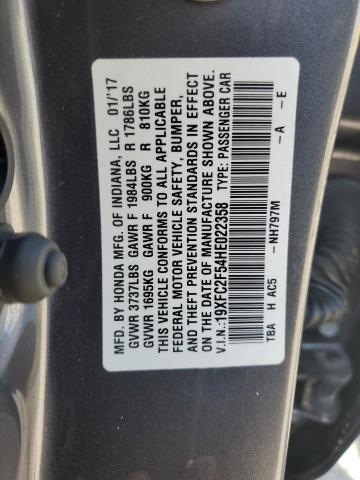 MFD. BY HONDA MFG. OF INDIANA, LLC 01/'17
GVWR 3737LBS GAWR F 1984LBS R 1786LBS
GVWR 1695KG GAWR F 900KG R 810KG
THIS VEHICLE CONFORMS TO ALL APPLICABLE
FEDERAL MOTOR VEHICLE SAFETY, BUMPER,
AND THEFT PREVENTION STANDARDS IN EFFECT
ON THE DATE OF MANUFACTURE SHOWN ABOVE.
V.I.N.:19XFC2F54HE022358 TYPE: PASSENGER CAR
TBA H AC5 -NH797M -A -E